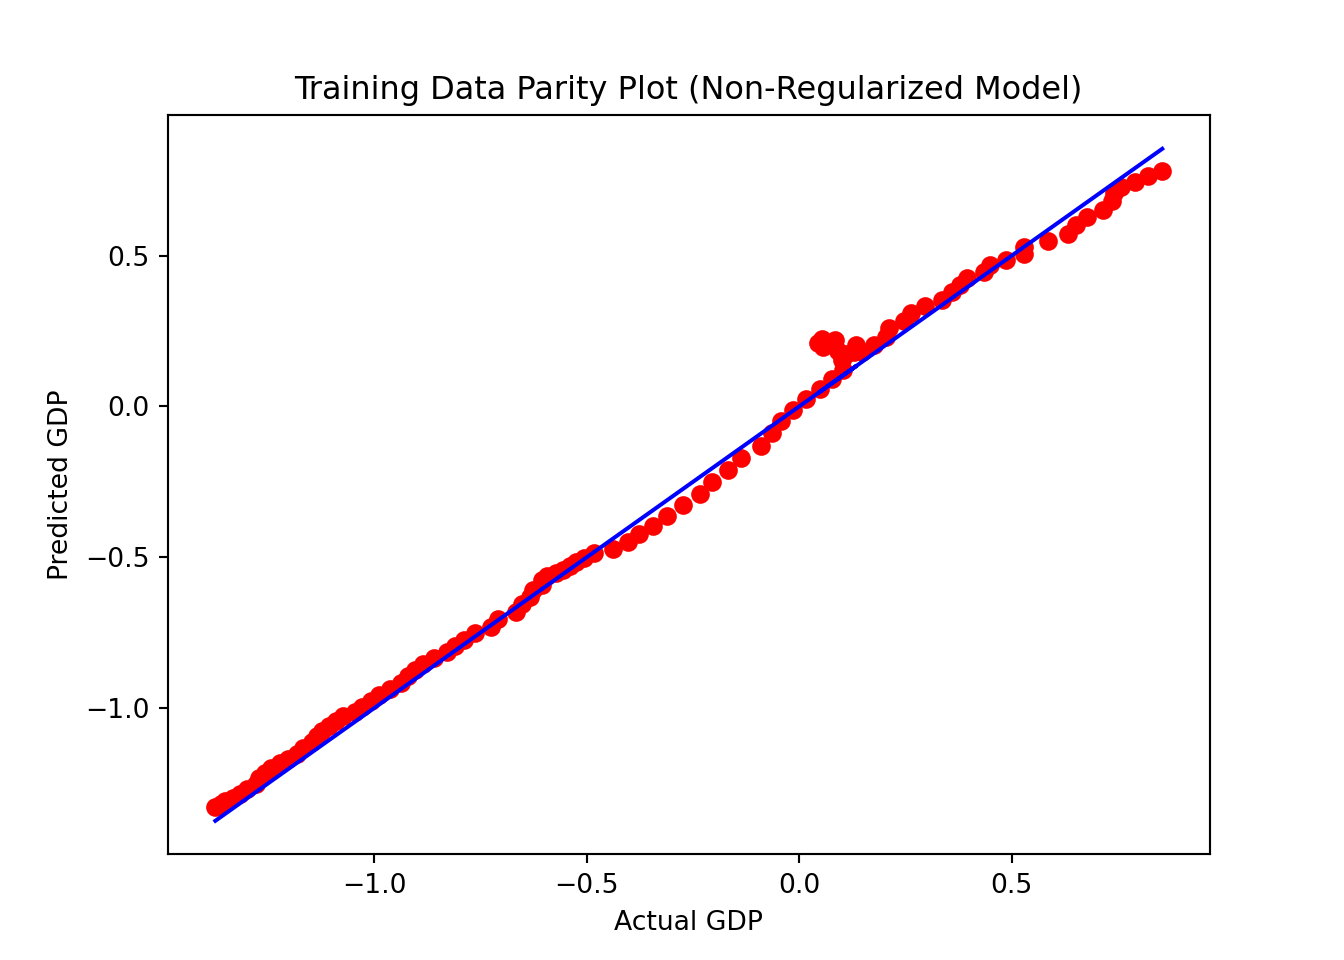 Training Data Parity Plot (Non-Regularized Model)
Predicted GDP
0.5
0.0
−0.5
−1.0
−1.0 −0.5 0.0 0.5
Actual GDP